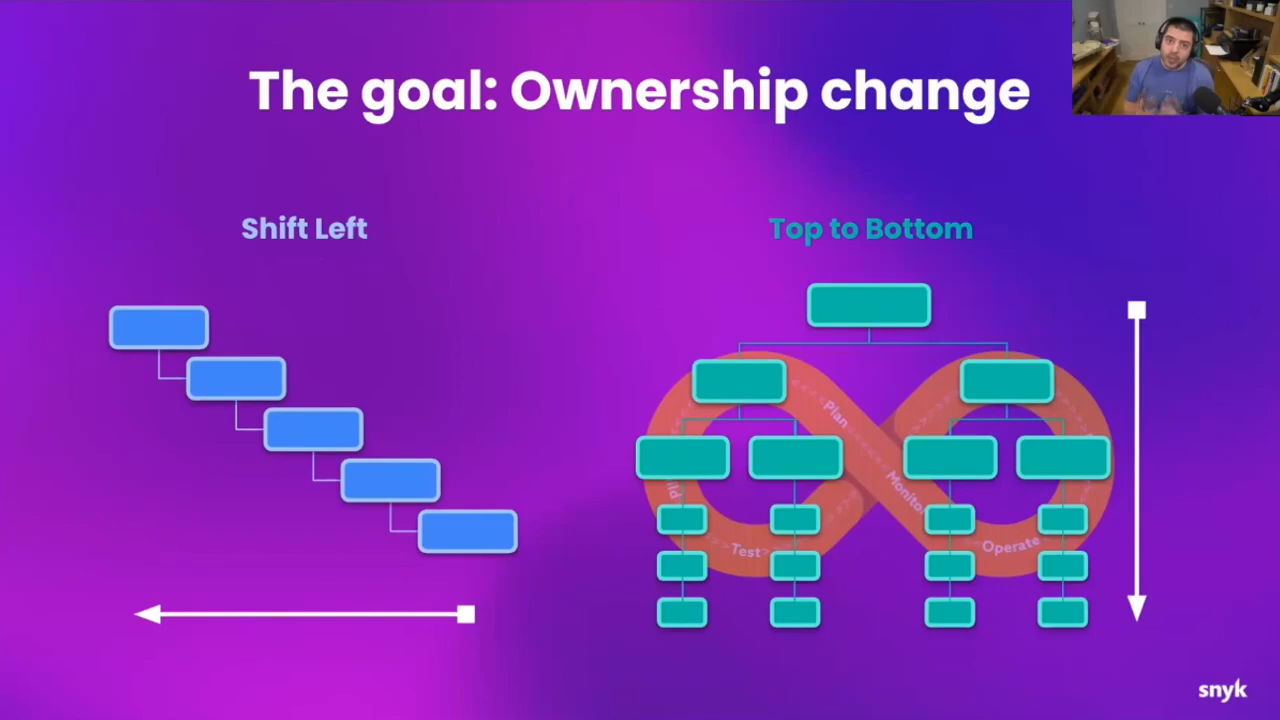 The goal: Ownership change
Shift Left
Top to Bottom
Plan
Monitor
Test
Operate
snyk